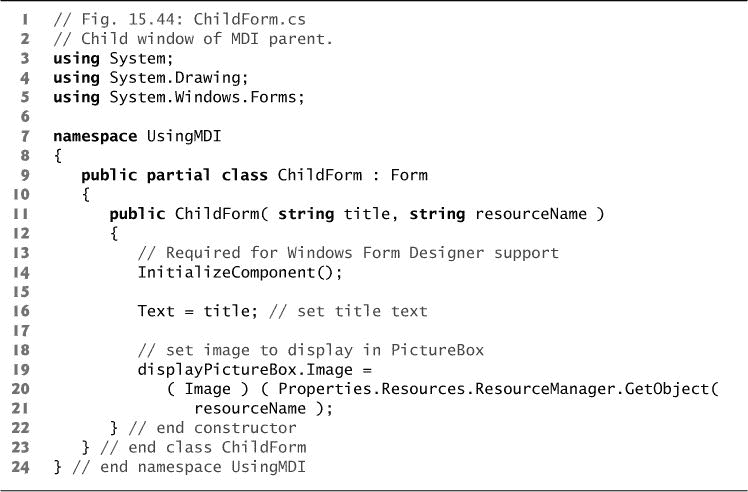 1 // Fig. 15.44: ChildForm.cs
2 // Child window of MDI parent.
3 using System;
4 using System.Drawing;
5 using System.Windows.Forms;
6
7 namespace UsingMDI
8 {
9 public partial class ChildForm : Form
10 {
11 public ChildForm( string title, string resourceName )
12 {
13 // Required for Windows Form Designer support
14 InitializeComponent();
15
16 Text = title; // set title text
17
18 // set image to display in PictureBox
19 displayPictureBox.Image =
20 ( Image ) ( Properties.Resources.ResourceManager.GetObject(
21 resourceName );
22 } // end constructor
23 } // end class ChildForm
24 } // end namespace UsingMDI